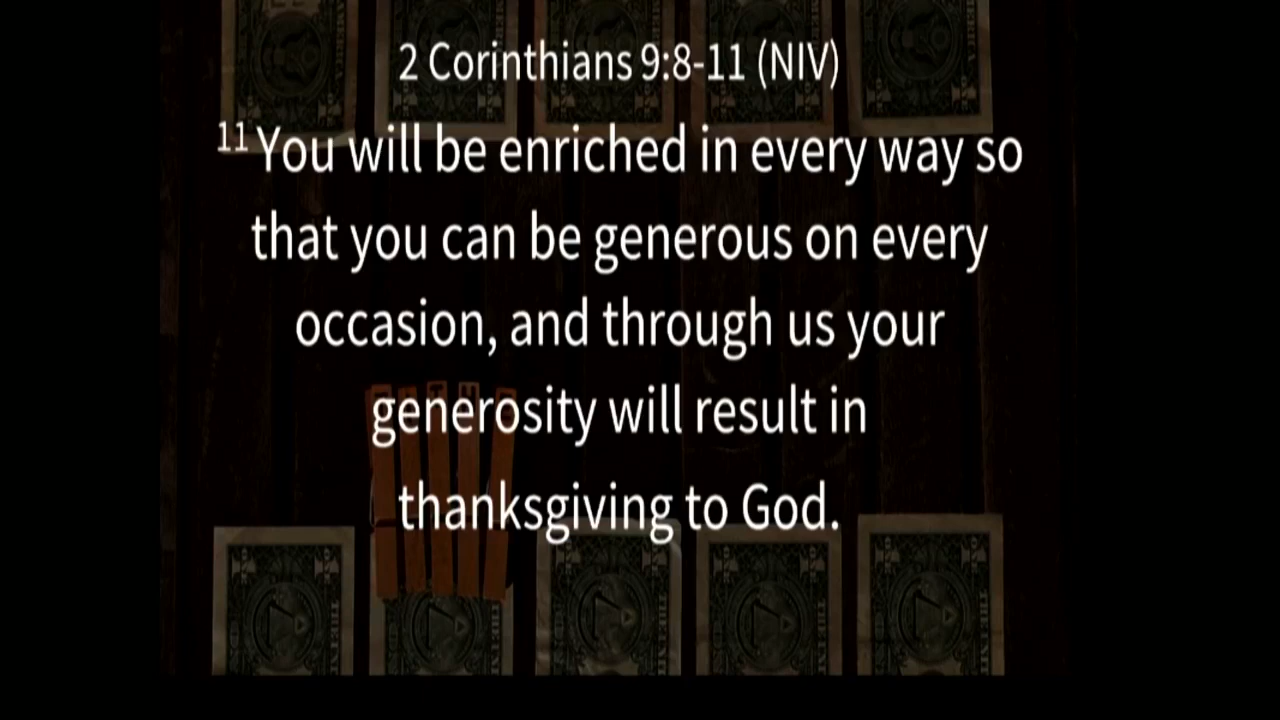 2 Corinthians 9:8-11 (NIV)
11 You will be enriched in every way so
that you can be generous on every
occasion, and through us your
generosity will result in
thanksgiving to God.